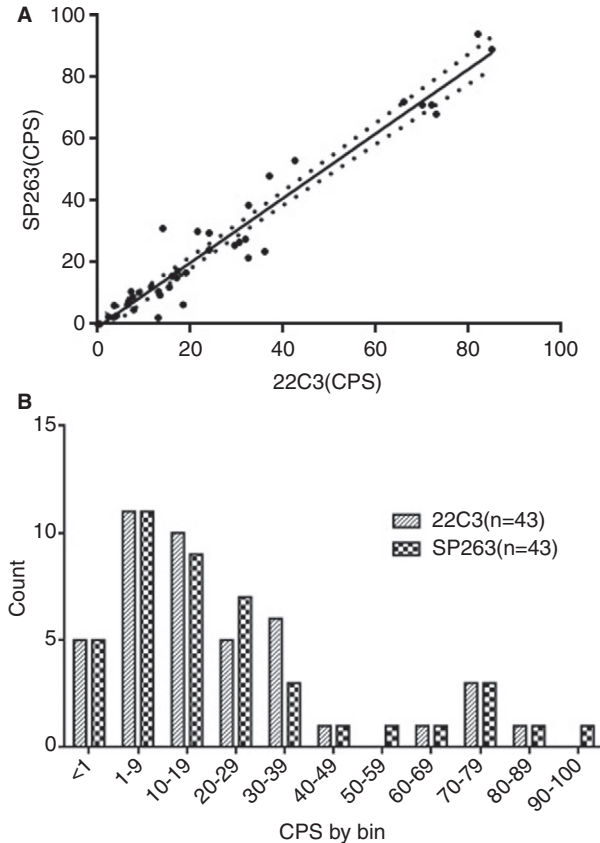 A
100
80
60
40
20
0
SP263(CPS)
0 20 40 60 80 100
22C3(CPS)
B
15
10
5
0
Count
22C3(n=43)
SP263(n=43)
<1 1-9 10-19 20-29 30-39 40-49 50-59 60-69 70-79 80-89 90-100
CPS by bin